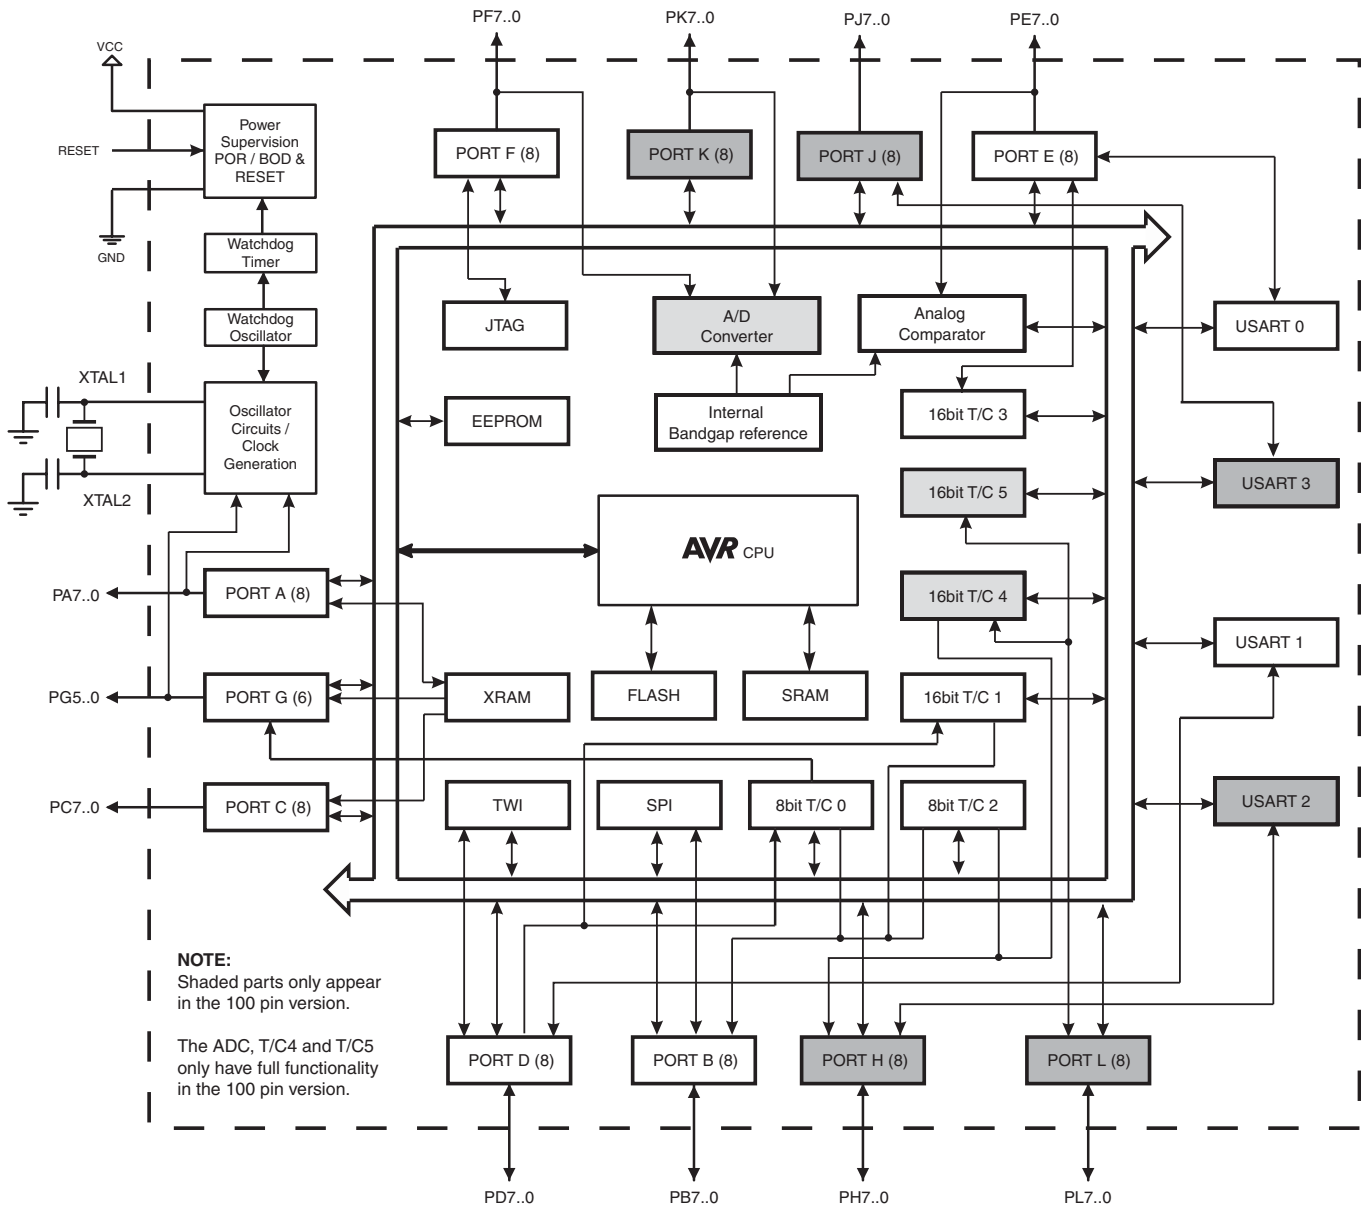 PF7..0
PK7..0
PJ7..0
PE7..0
VCC
RESET
GND
Power
Supervision
POR / BOD &
RESET
PORT F (8)
PORT K (8)
PORT J (8)
PORT E (8)
Watchdog
Timer
Watchdog
Oscillator
JTAG
A/D
Converter
Analog
Comparator
USART 0
XTAL1
XTAL2
Oscillator
Circuits /
Clock
Generation
EEPROM
Internal
Bandgap reference
16bit T/C 3
16bit T/C 5
USART 3
AVR CPU
PA7..0
PORT A (8)
16bit T/C 4
USART 1
PG5..0
PORT G (6)
XRAM
FLASH
SRAM
16bit T/C 1
PC7..0
PORT C (8)
TWI
SPI
8bit T/C 0
8bit T/C 2
USART 2
NOTE:
Shaded parts only appear
in the 100 pin version.
The ADC, T/C4 and T/C5
only have full functionality
in the 100 pin version.
PORT D (8)
PORT B (8)
PORT H (8)
PORT L (8)
PD7..0
PB7..0
PH7..0
PL7..0